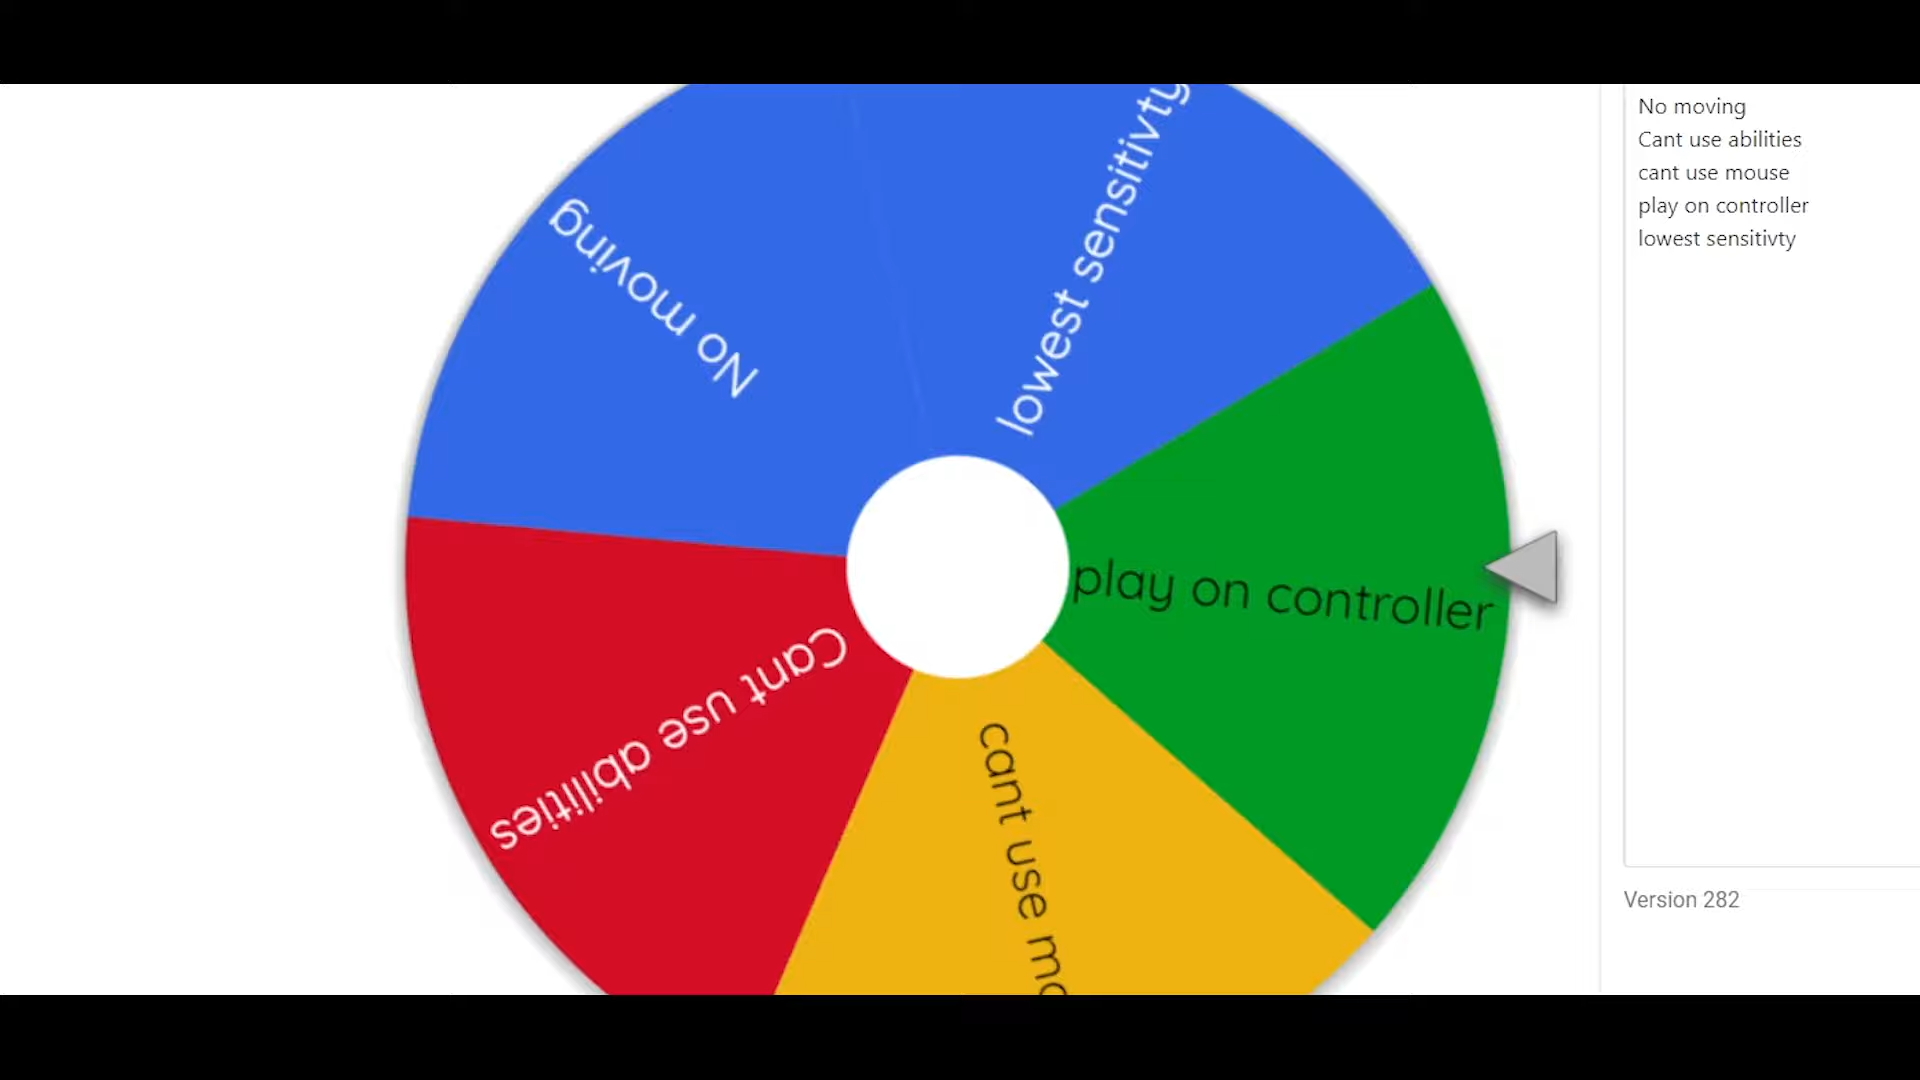 No moving
lowest sensitivty
play on controller
Cant use abilities
cant use
No moving
Cant use abilities
cant use mouse
play on controller
lowest sensitivty
Version 282